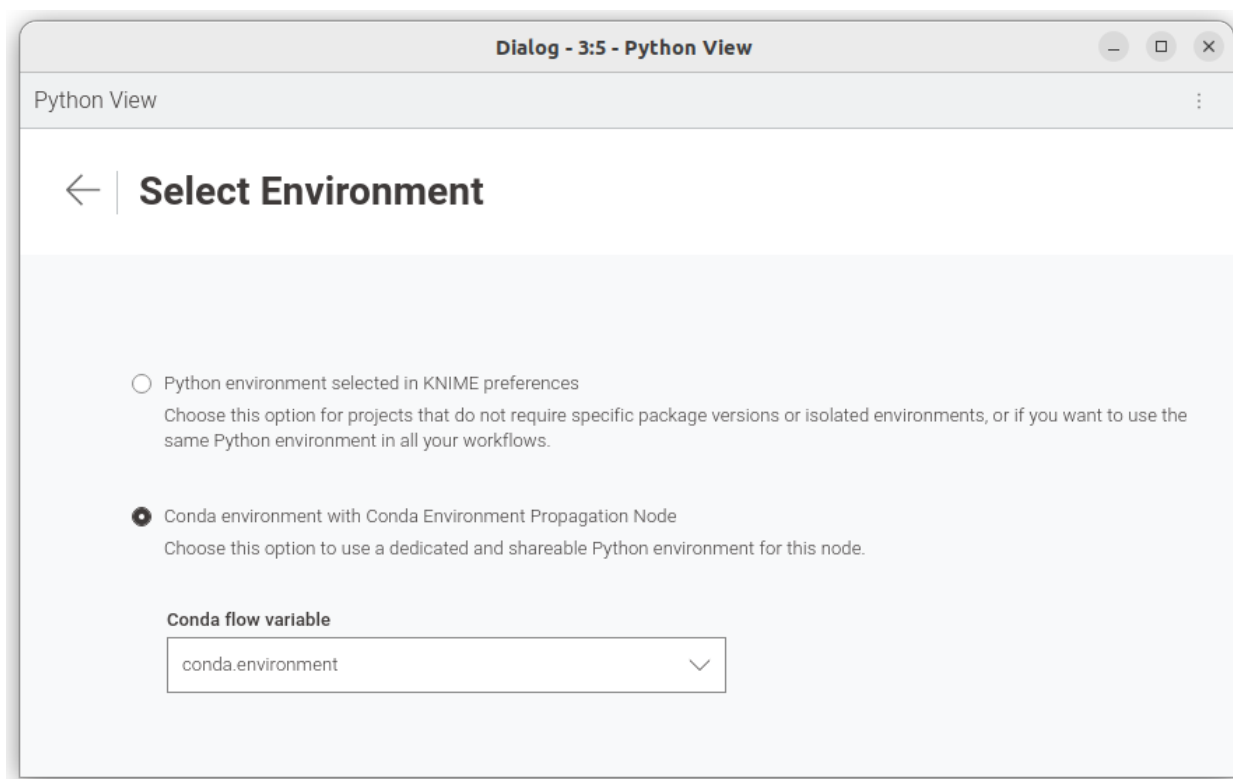 Dialog - 3:5 - Python View
Python View
Select Environment
Python environment selected in KNIME preferences
Choose this option for projects that do not require specific package versions or isolated environments, or if you want to use the
same Python environment in all your workflows.
Conda environment with Conda Environment Propagation Node
Choose this option to use a dedicated and shareable Python environment for this node.
Conda flow variable
conda.environment